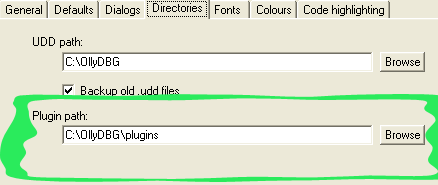 General Defaults Dialogs Directories Fonts Colours Code highlighting
UDD path:
C:\OllyDBG Browse
Backup old .udd files
Plugin path:
C:\OllyDBG\plugins Browse